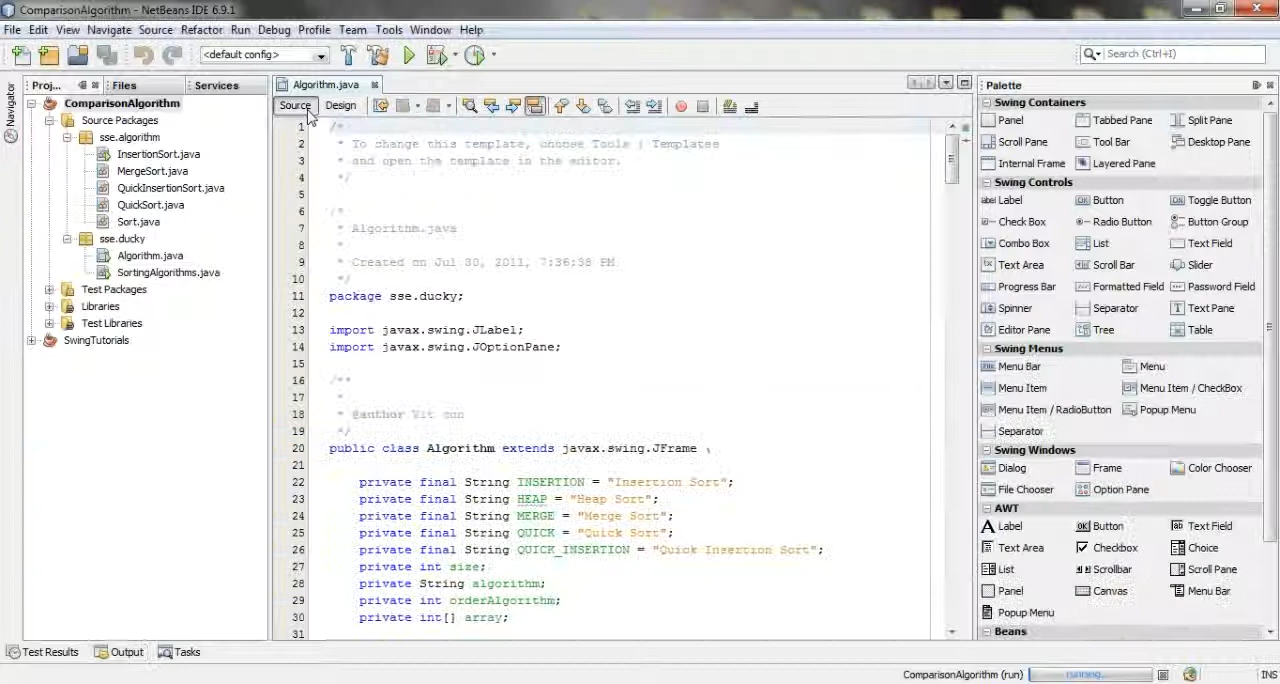 ComparisonAlgorithm - NetBeans IDE 6.9.1
File Edit View Navigate Source Refactor Run Debug Profile Team Tools Window Help
<default config>
Search (Ctrl+I)
Navigator
Proj... Files Services
ComparisonAlgorithm
Source Packages
sse.algorithm
InsertionSort.java
MergeSort.java
QuickInsertionSort.java
QuickSort.java
Sort.java
sse.ducky
Algorithm.java
SortingAlgorithms.java
Test Packages
Libraries
Test Libraries
SwingTutorials
Algorithm.java
Source Design
1 /*
2 * To change this template, choose Tools | Templates
3 * and open the template in the editor.
4 */
5
6 /*
7 * Algorithm.java
8 *
9 * Created on Jul 30, 2011, 7:36:38 PM
10 */
11 package sse.ducky;
12
13 import javax.swing.JLabel;
14 import javax.swing.JOptionPane;
15
16 /**
17 *
18 * @author Vit con
19 */
20 public class Algorithm extends javax.swing.JFrame
21
22 private final String INSERTION = "Insertion Sort";
23 private final String HEAP = "Heap Sort";
24 private final String MERGE = "Merge Sort";
25 private final String QUICK = "Quick Sort";
26 private final String QUICK_INSERTION = "Quick Insertion Sort";
27 private int size;
28 private String algorithm;
29 private int orderAlgorithm;
30 private int[] array;
31
Palette
Swing Containers
Panel Tabbed Pane Split Pane
Scroll Pane Tool Bar Desktop Pane
Internal Frame Layered Pane
Swing Controls
label Label OK Button ON Toggle Button
Check Box Radio Button Button Group
Combo Box List Text Field
Text Area Scroll Bar Slider
Progress Bar Formatted Field Password Field
Spinner Separator Text Pane
Editor Pane Tree Table
Swing Menus
Menu Bar Menu
Menu Item Menu Item / CheckBox
Menu Item / RadioButton Popup Menu
Separator
Swing Windows
Dialog Frame Color Chooser
File Chooser Option Pane
AWT
A Label OK Button Text Field
Text Area Checkbox Choice
List Scrollbar Scroll Pane
Panel Canvas Menu Bar
Popup Menu
Beans
Test Results Output Tasks
ComparisonAlgorithm (run) running... INS